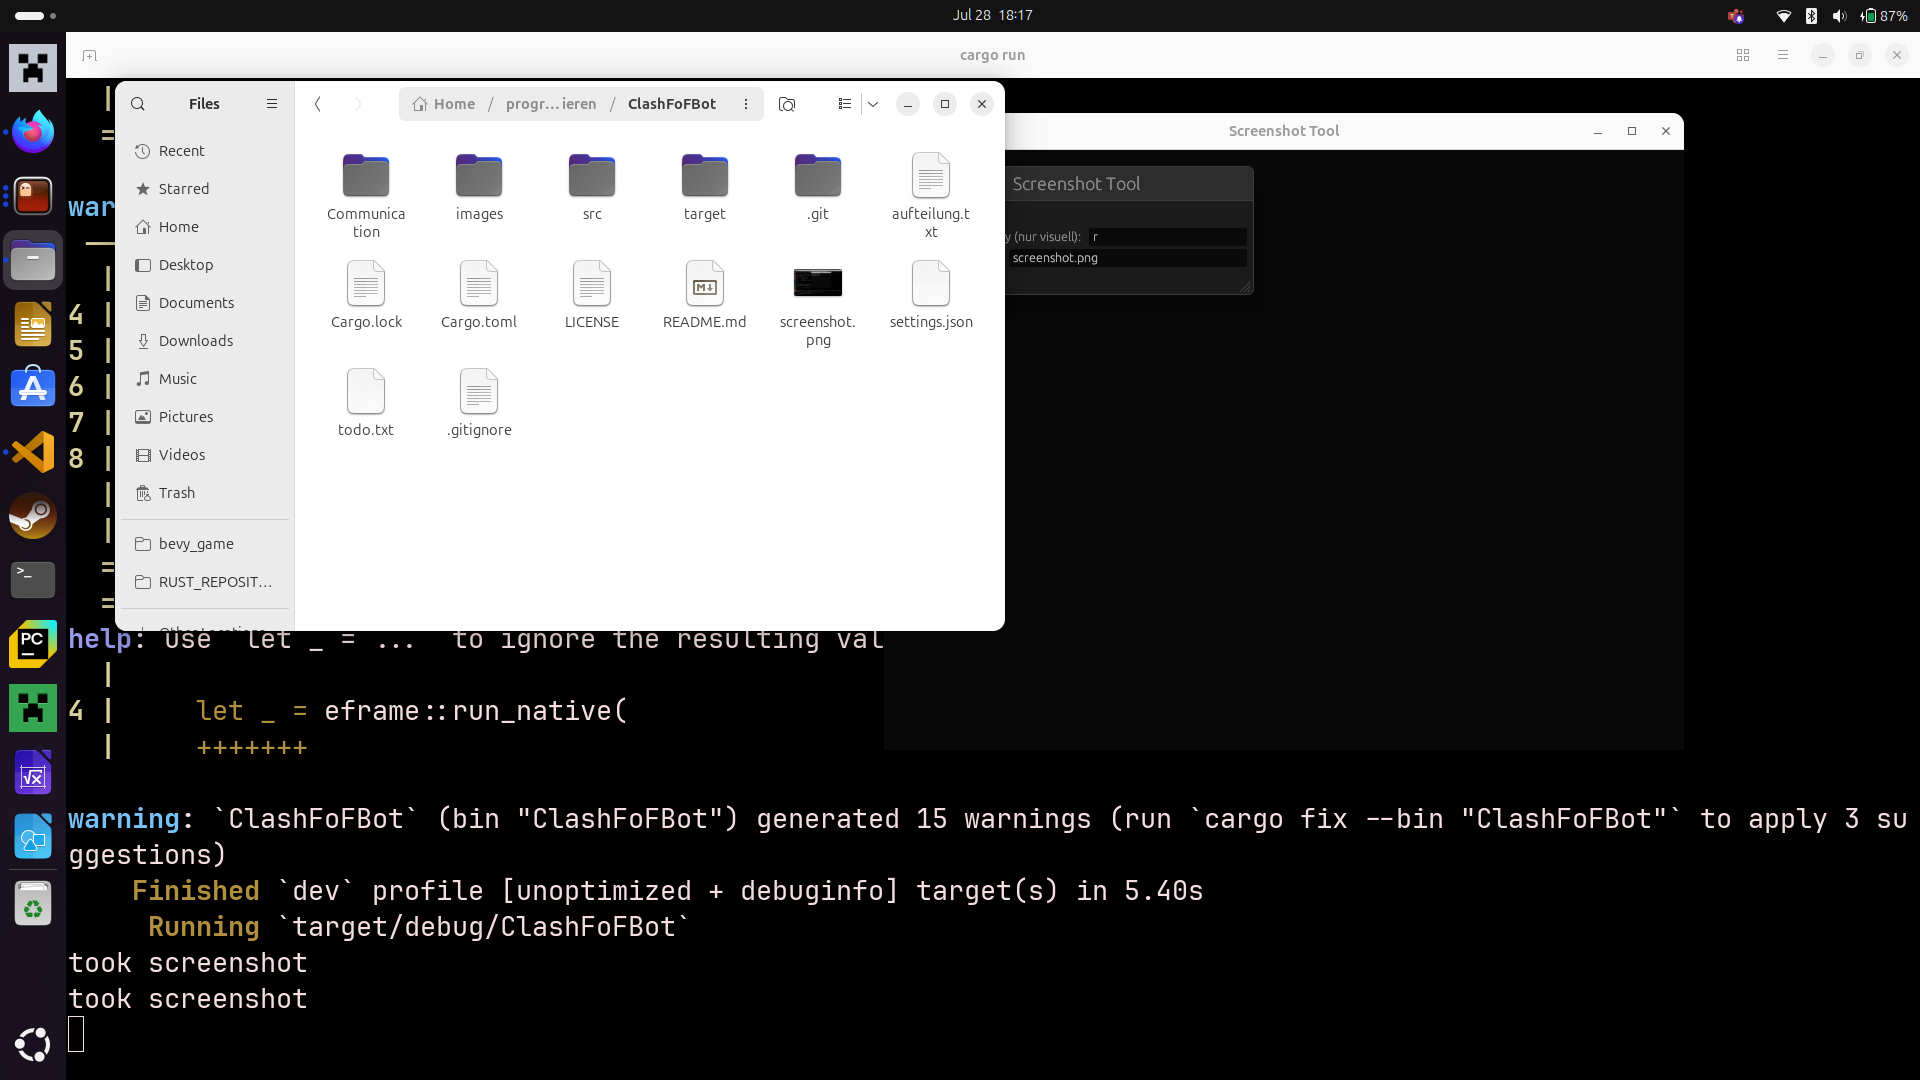 Jul 28  18:17
87%
cargo run
Files
Home / progr…ieren / ClashFoFBot
Recent
Starred
Home
Desktop
Documents
Downloads
Music
Pictures
Videos
Trash
bevy_game
RUST_REPOSIT…
Communica
tion
images
src
target
.git
aufteilung.t
xt
Cargo.lock
Cargo.toml
LICENSE
README.md
screenshot.
png
settings.json
todo.txt
.gitignore
Screenshot Tool
Screenshot Tool
y (nur visuell): r
screenshot.png
war
|
=
|
4 |
5 |
6 |
7 |
8 |
|
|
=
=
help: use `let _ = ...` to ignore the resulting val
|
4 |     let _ = eframe::run_native(
|     +++++++
warning: `ClashFoFBot` (bin "ClashFoFBot") generated 15 warnings (run `cargo fix --bin "ClashFoFBot"` to apply 3 su
ggestions)
Finished `dev` profile [unoptimized + debuginfo] target(s) in 5.40s
Running `target/debug/ClashFoFBot`
took screenshot
took screenshot